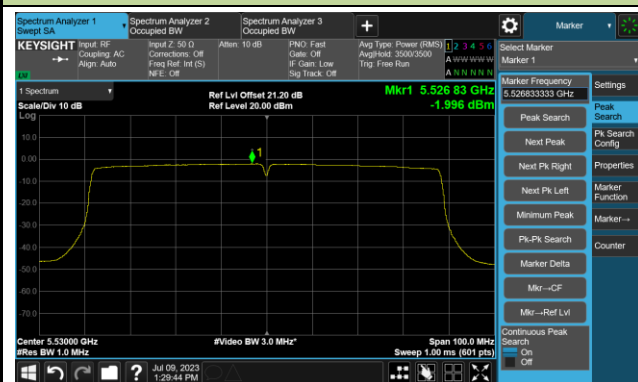 Spectrum Analyzer 1
Swept SA
Spectrum Analyzer 2
Occupied BW
Spectrum Analyzer 3
Occupied BW
+
Marker
KEYSIGHT
Input: RF
Coupling: AC
Align: Auto
Input Z: 50 Ω
Corrections: Off
Freq Ref: Int (S)
NFE: Off
Atten: 10 dB
PNO: Fast
Gate: Off
IF Gain: Low
Sig Track: Off
Avg Type: Power (RMS)
Avg|Hold: 3500/3500
Trig: Free Run
1 2 3 4 5 6
A W W W W W
A N N N N N
Select Marker
Marker 1
1 Spectrum
Scale/Div 10 dB
Log
Ref Lvl Offset 21.20 dB
Ref Level 20.00 dBm
Mkr1 5.526 83 GHz
-1.996 dBm
10.0
0.00
-10.0
-20.0
-30.0
-40.0
-50.0
-60.0
-70.0
1
Center 5.53000 GHz
#Res BW 1.0 MHz
#Video BW 3.0 MHz*
Span 100.0 MHz
Sweep 1.00 ms (601 pts)
Marker Frequency
5.526833333 GHz
Peak Search
Next Peak
Next Pk Right
Next Pk Left
Minimum Peak
Pk-Pk Search
Marker Delta
Mkr→CF
Mkr→Ref Lvl
Continuous Peak
Search
On
Off
Settings
Peak
Search
Pk Search
Config
Properties
Marker
Function
Marker→
Counter
?
Jul 09, 2023
1:29:44 PM